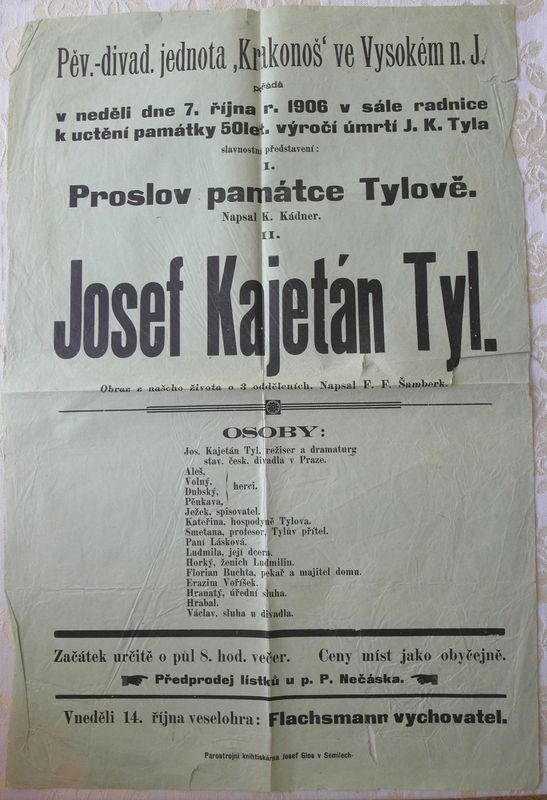 Pěv.-divad. jednota ‚Krakonoš‘ ve Vysokém n. J.
pořádá
v neděli dne 7. října r. 1906 v sále radnice
k uctění památky 50let. výročí úmrtí J. K. Tyla
slavnostní představení:
I.
Proslov památce Tylově.
Napsal K. Kádner.
II.
Josef Kajetán Tyl.
Obraz z našeho života o 3 odděleních. Napsal F. F. Šamberk.
OSOBY:
Jos. Kajetán Tyl, režiser a dramaturg
stav. česk. divadla v Praze.
Aleš,
Volný,
Dubský,
Pěnkava,
herci.
Ježek, spisovatel.
Kateřina, hospodyně Tylova.
Smetana, profesor, Tylův přítel.
Paní Lásková.
Ludmila, její dcera.
Horký, ženich Ludmilin.
Florian Buchta, pekař a majitel domu.
Erazim Voříšek.
Hranatý, úřední sluha.
Hrabal.
Václav, sluha u divadla.
Začátek určitě o půl 8. hod. večer. Ceny míst jako obyčejně.
Předprodej lístků u p. P. Nečáska.
Vneděli 14. října veselohra: Flachsmann vychovatel.
Parostrojní knihtiskárna Josef Glos v Semilech-